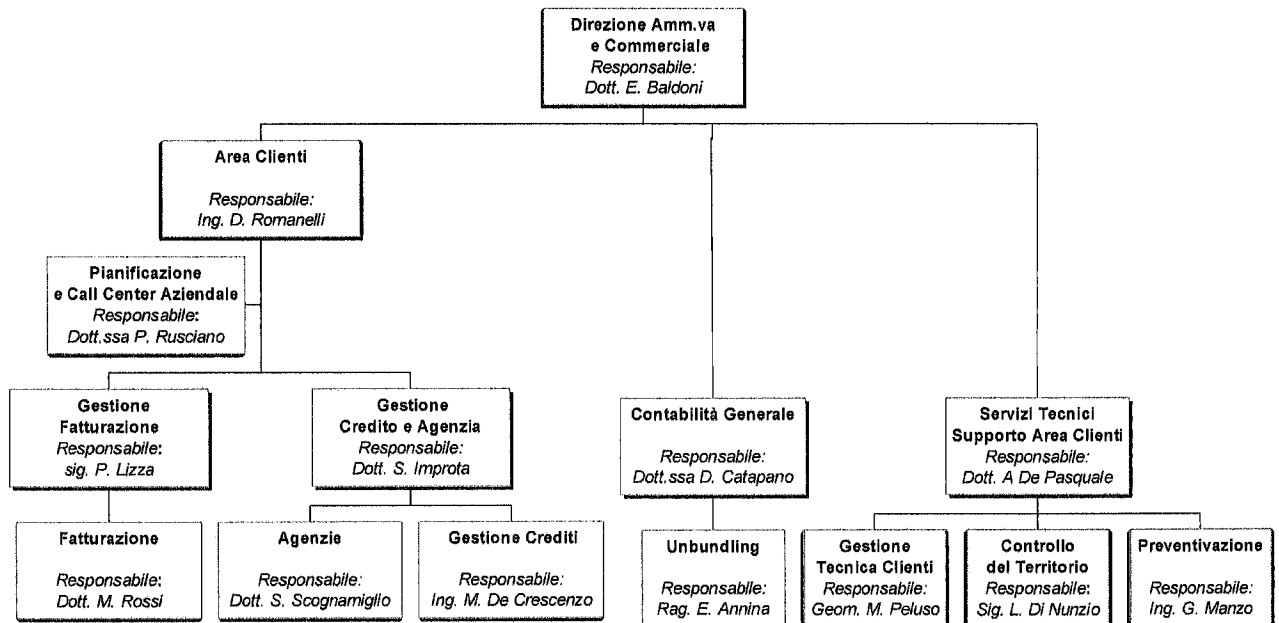 Direzione Amm.va
e Commerciale
Responsabile:
Dott. E. Baldoni
Area Clienti
Responsabile:
Ing. D. Romanelli
Pianificazione
e Call Center Aziendale
Responsabile:
Dott.ssa P. Rusciano
Gestione
Fatturazione
Responsabile:
sig. P. Lizza
Gestione
Credito e Agenzia
Responsabile:
Dott. S. Improta
Contabilità Generale
Responsabile:
Dott.ssa D. Catapano
Servizi Tecnici
Supporto Area Clienti
Responsabile:
Dott. A De Pasquale
Fatturazione
Responsabile:
Dott. M. Rossi
Agenzie
Responsabile:
Dott. S. Scognamiglio
Gestione Crediti
Responsabile:
Ing. M. De Crescenzo
Unbundling
Responsabile:
Rag. E. Annina
Gestione
Tecnica Clienti
Responsabile:
Geom. M. Peluso
Controllo
del Territorio
Responsabile:
Sig. L. Di Nunzio
Preventivazione
Responsabile:
Ing. G. Manzo